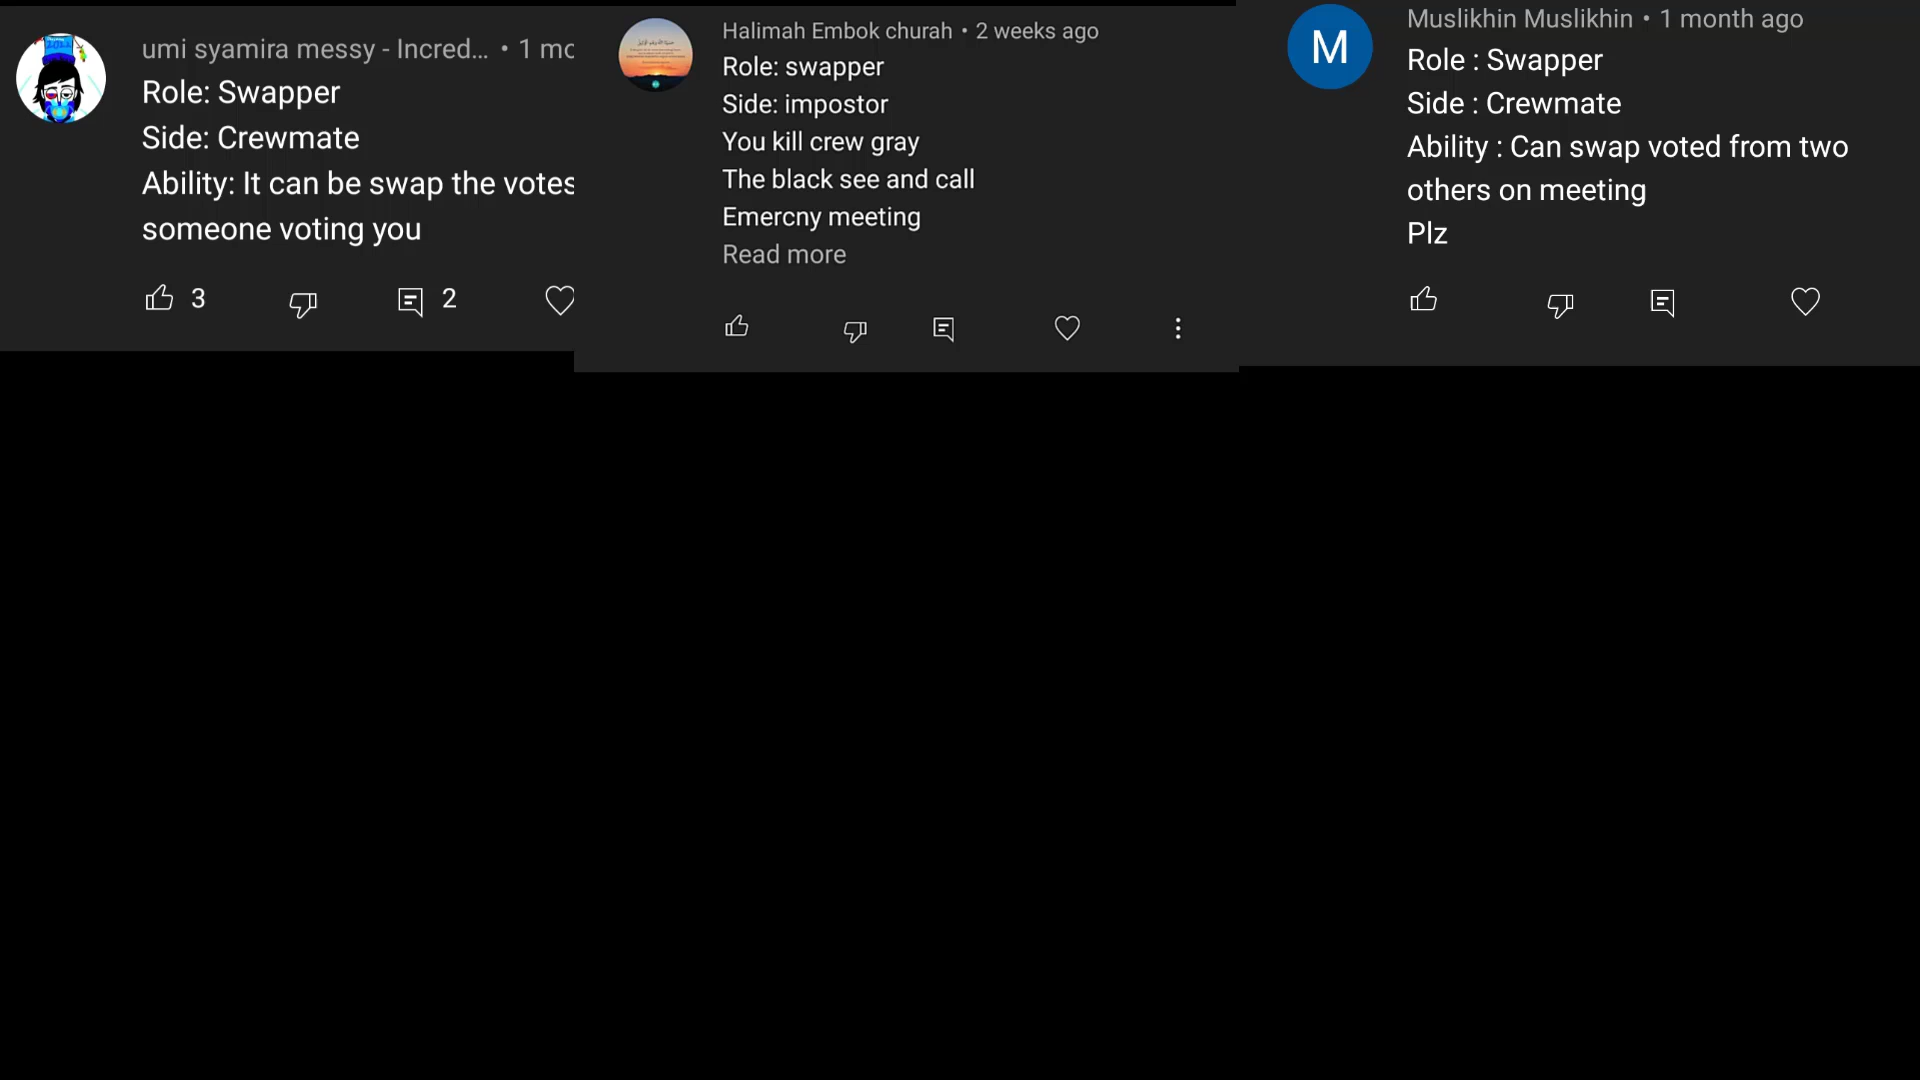 umi syamira messy - Incred... • 1 mo
Role: Swapper
Side: Crewmate
Ability: It can be swap the votes
someone voting you
3
2
Halimah Embok churah • 2 weeks ago
Role: swapper
Side: impostor
You kill crew gray
The black see and call
Emercny meeting
Read more
M
Muslikhin Muslikhin • 1 month ago
Role : Swapper
Side : Crewmate
Ability : Can swap voted from two
others on meeting
Plz